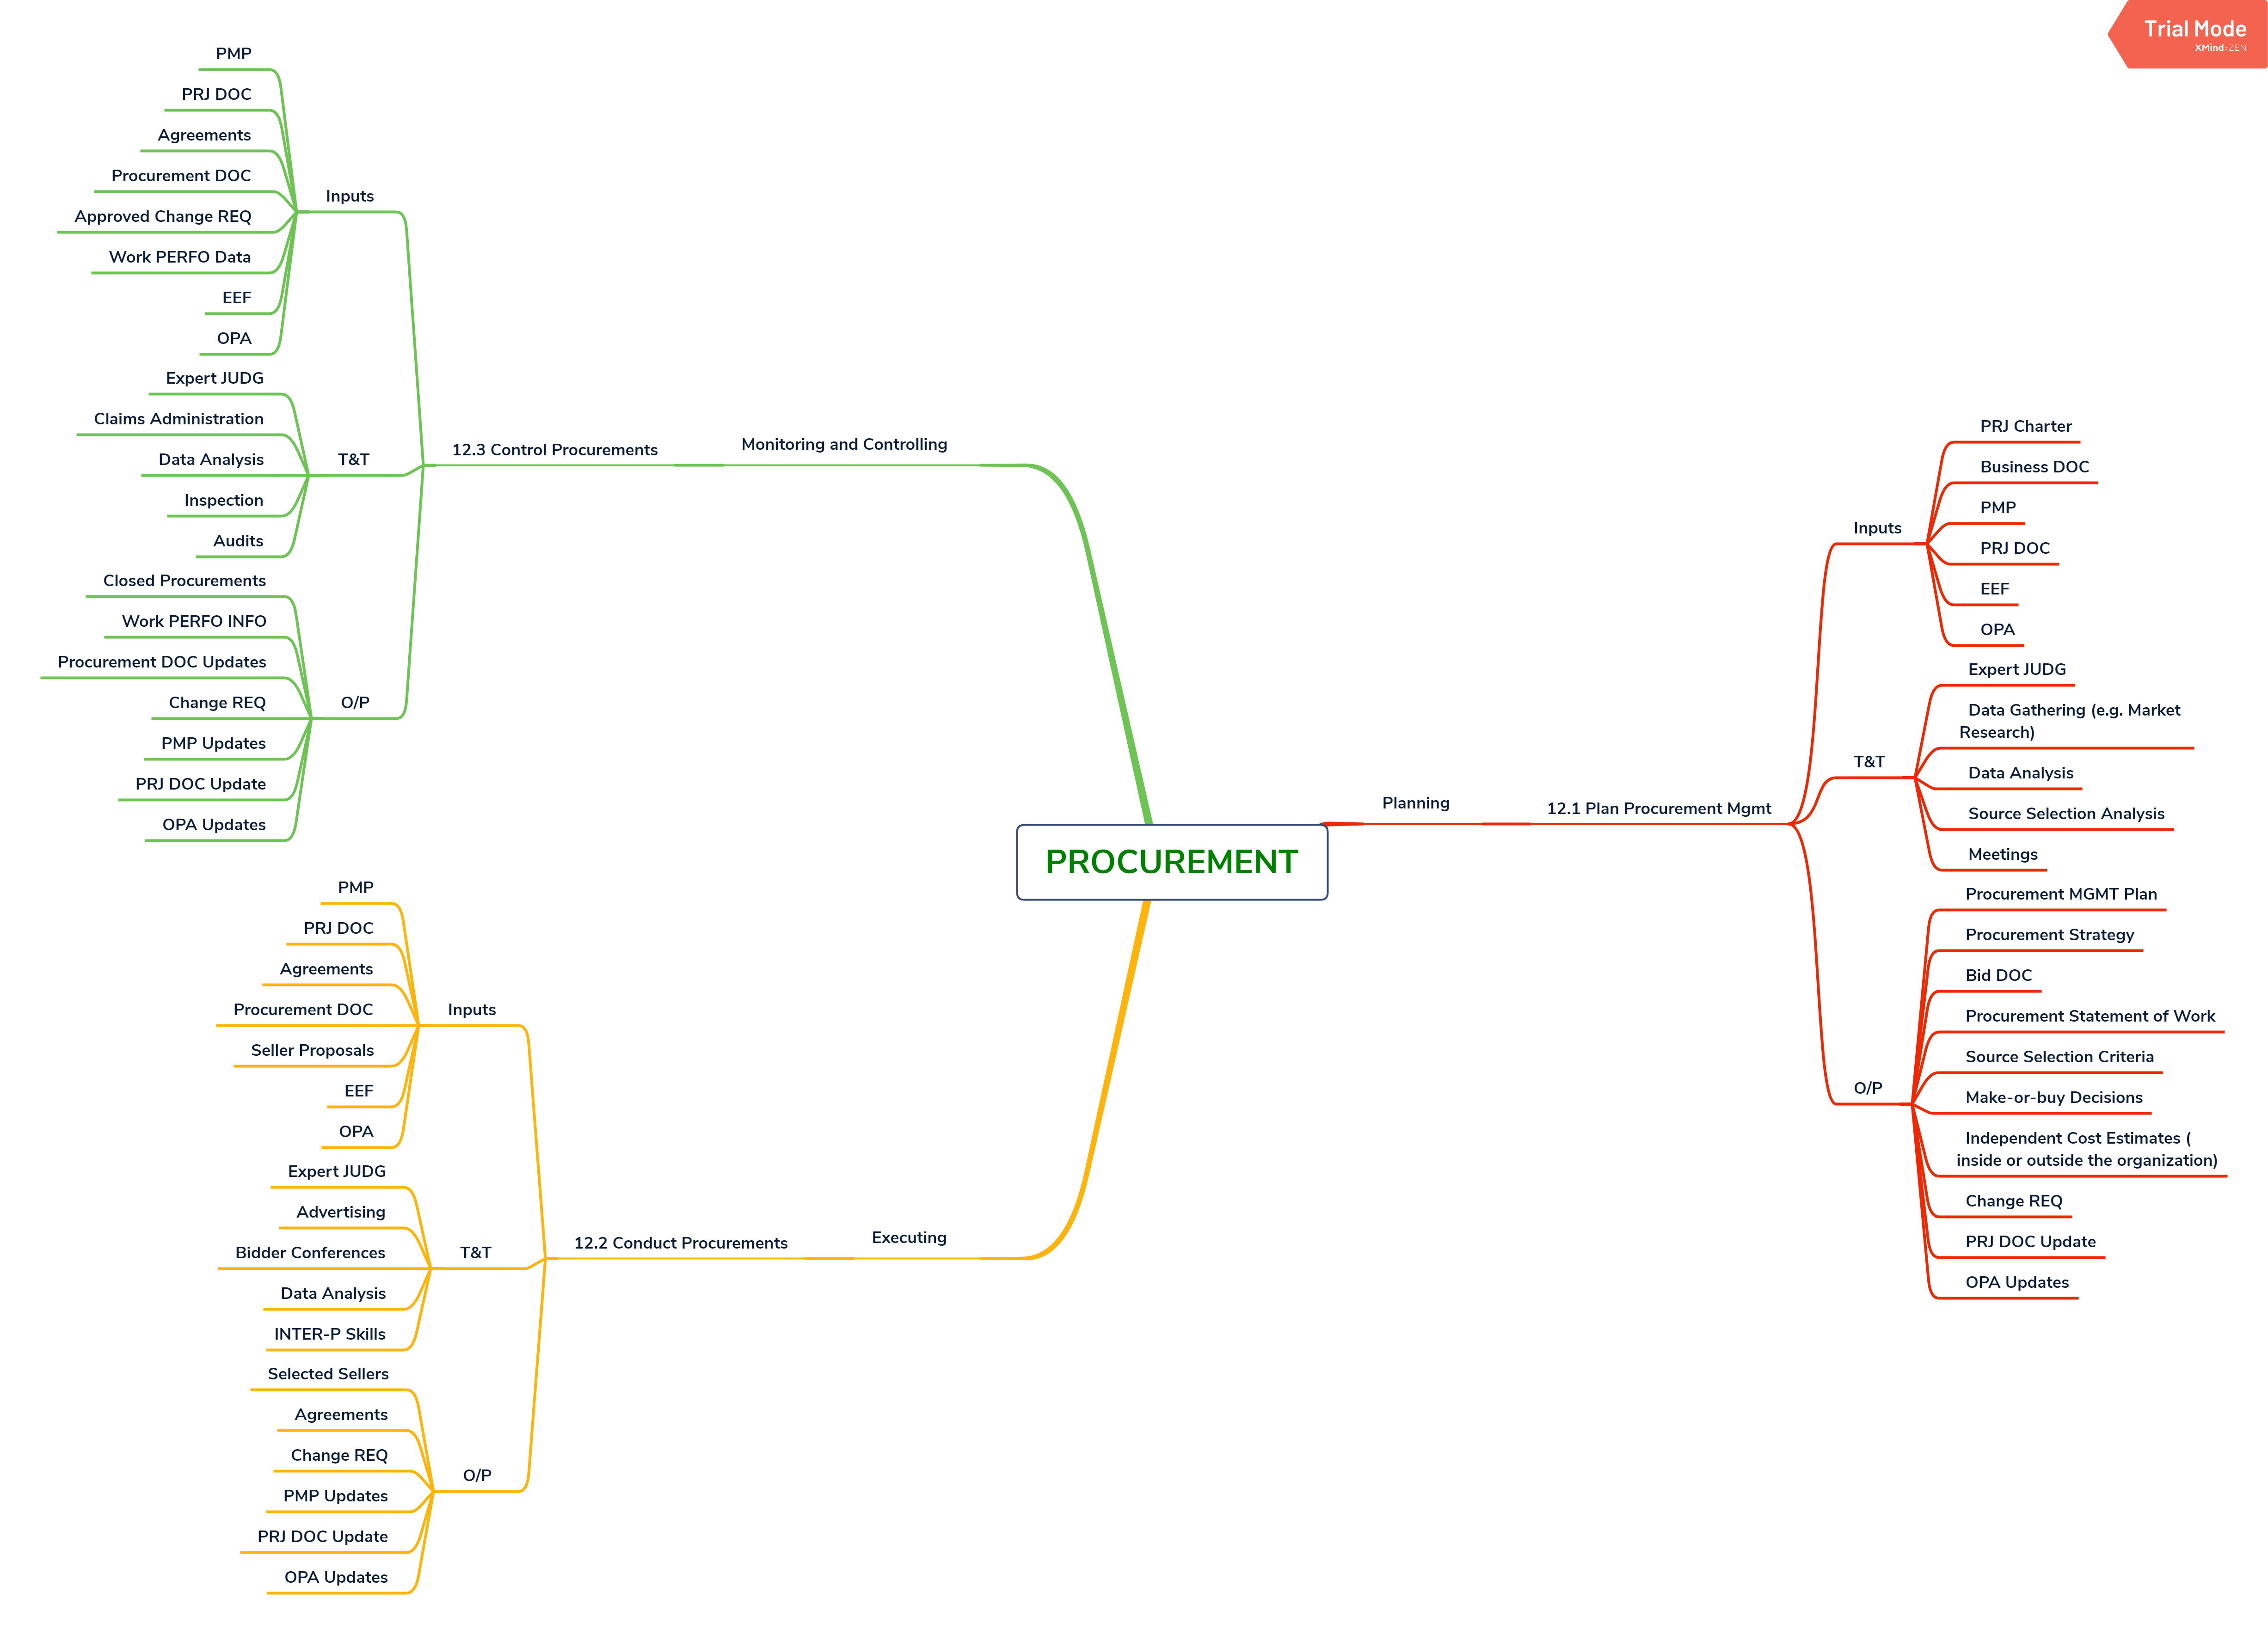 Trial Mode
XMind:ZEN
PROCUREMENT
Planning
12.1 Plan Procurement Mgmt
Inputs
PRJ Charter
Business DOC
PMP
PRJ DOC
EEF
OPA
T&T
Expert JUDG
Data Gathering (e.g. Market
Research)
Data Analysis
Source Selection Analysis
Meetings
O/P
Procurement MGMT Plan
Procurement Strategy
Bid DOC
Procurement Statement of Work
Source Selection Criteria
Make-or-buy Decisions
Independent Cost Estimates (
inside or outside the organization)
Change REQ
PRJ DOC Update
OPA Updates
Executing
12.2 Conduct Procurements
Inputs
PMP
PRJ DOC
Agreements
Procurement DOC
Seller Proposals
EEF
OPA
T&T
Expert JUDG
Advertising
Bidder Conferences
Data Analysis
INTER-P Skills
O/P
Selected Sellers
Agreements
Change REQ
PMP Updates
PRJ DOC Update
OPA Updates
Monitoring and Controlling
12.3 Control Procurements
Inputs
PMP
PRJ DOC
Agreements
Procurement DOC
Approved Change REQ
Work PERFO Data
EEF
OPA
T&T
Expert JUDG
Claims Administration
Data Analysis
Inspection
Audits
O/P
Closed Procurements
Work PERFO INFO
Procurement DOC Updates
Change REQ
PMP Updates
PRJ DOC Update
OPA Updates